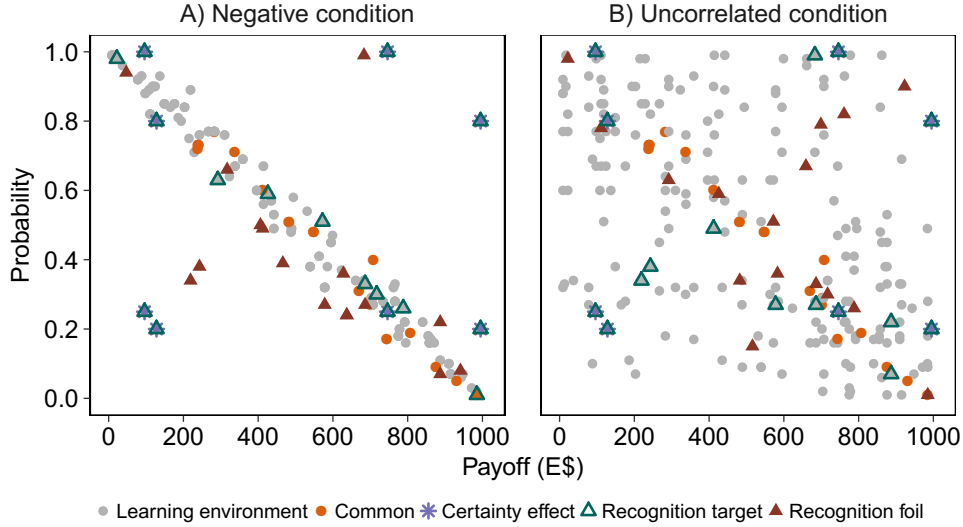 A) Negative condition
B) Uncorrelated condition
Probability
1.0
0.8
0.6
0.4
0.2
0.0
0 200 400 600 800 1000
0 200 400 600 800 1000
Payoff (E$)
Learning environment Common Certainty effect Recognition target Recognition foil